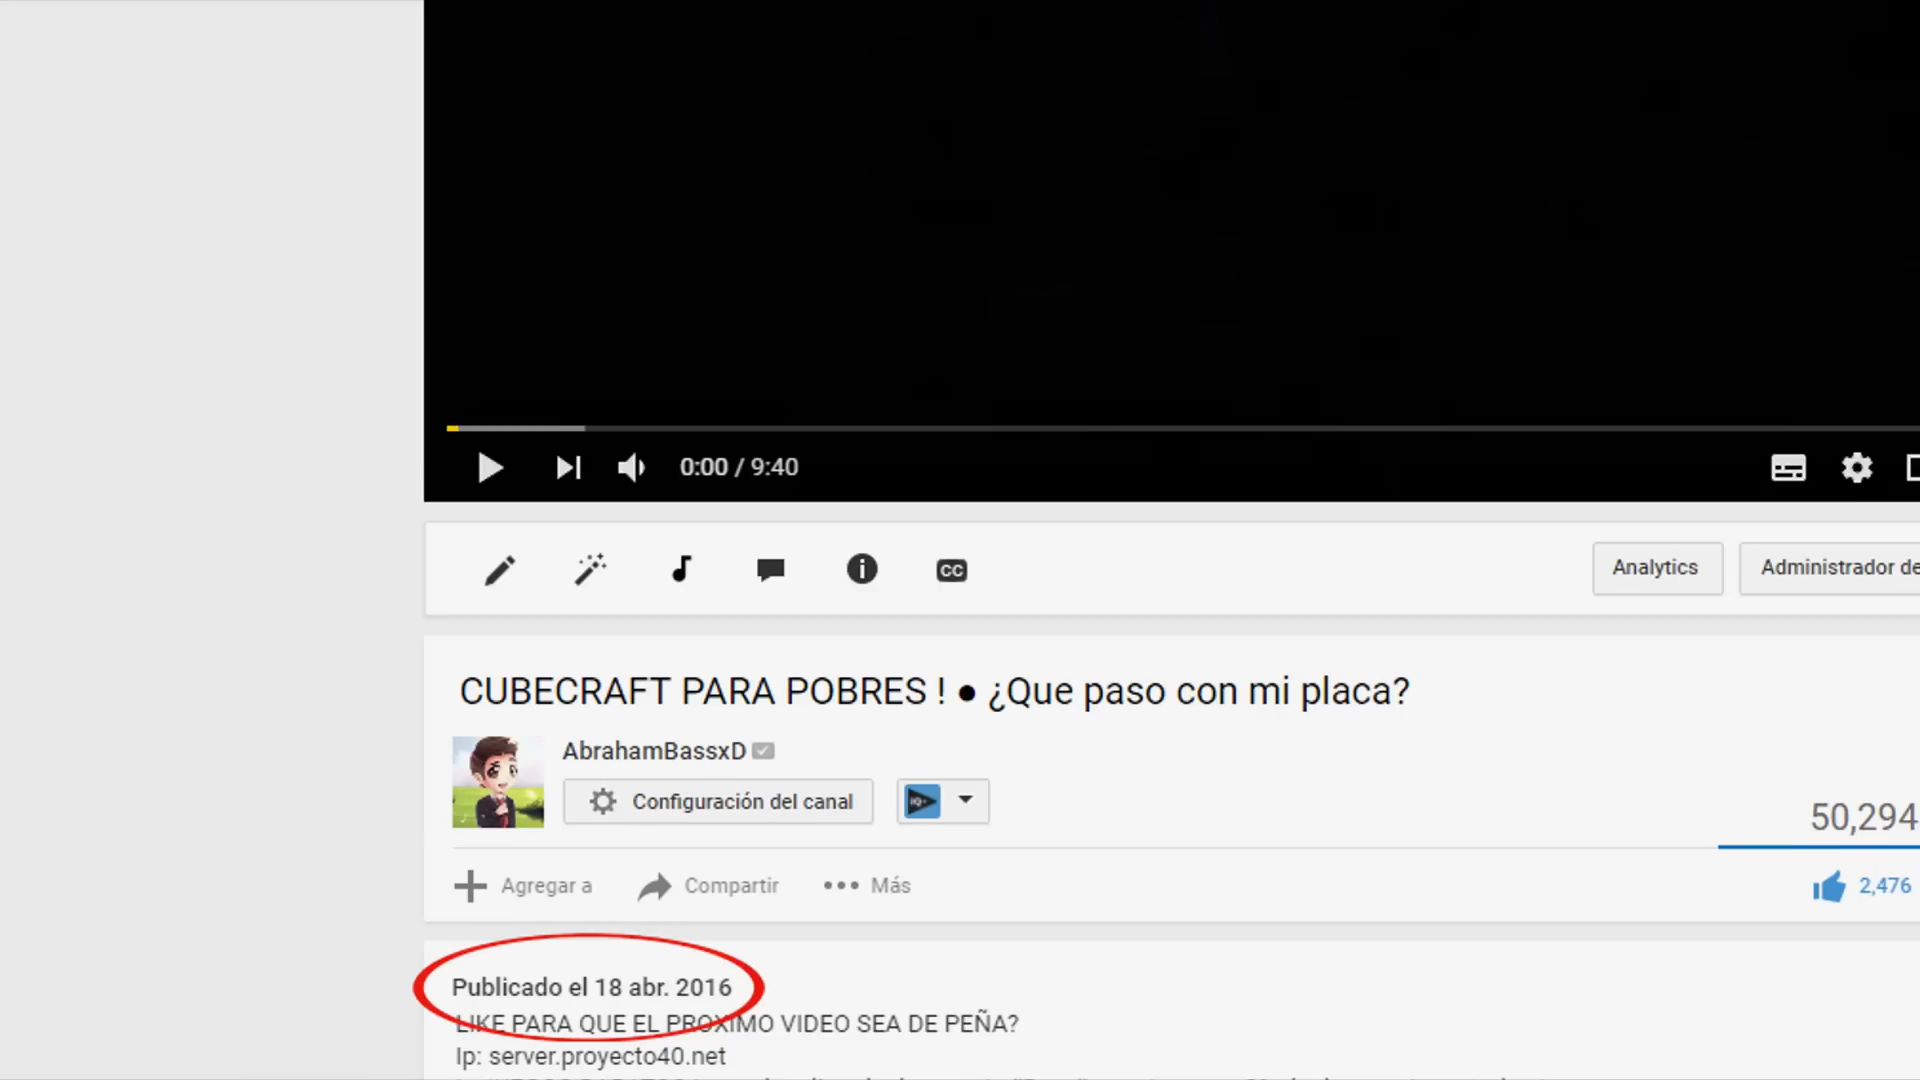 0:00 / 9:40
CC
Analytics
Administrador de
CUBECRAFT PARA POBRES ! ● ¿Que paso con mi placa?
AbrahamBassxD
Configuración del canal
50,294
Agregar a
Compartir
Más
2,476
Publicado el 18 abr. 2016
LIKE PARA QUE EL PROXIMO VIDEO SEA DE PEÑA?
Ip: server.proyecto40.net